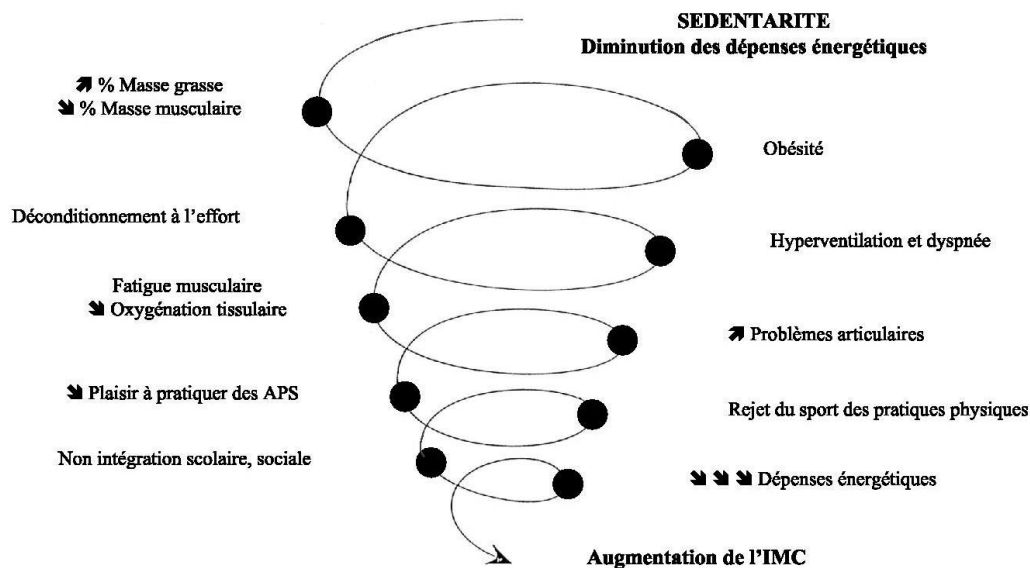 SEDENTARITE
Diminution des dépenses énergétiques
↗ % Masse grasse
↘ % Masse musculaire
Obésité
Déconditionnement à l’effort
Hyperventilation et dyspnée
Fatigue musculaire
↘ Oxygénation tissulaire
↗ Problèmes articulaires
↘ Plaisir à pratiquer des APS
Rejet du sport des pratiques physiques
Non intégration scolaire, sociale
↘ ↘ ↘ Dépenses énergétiques
Augmentation de l’IMC